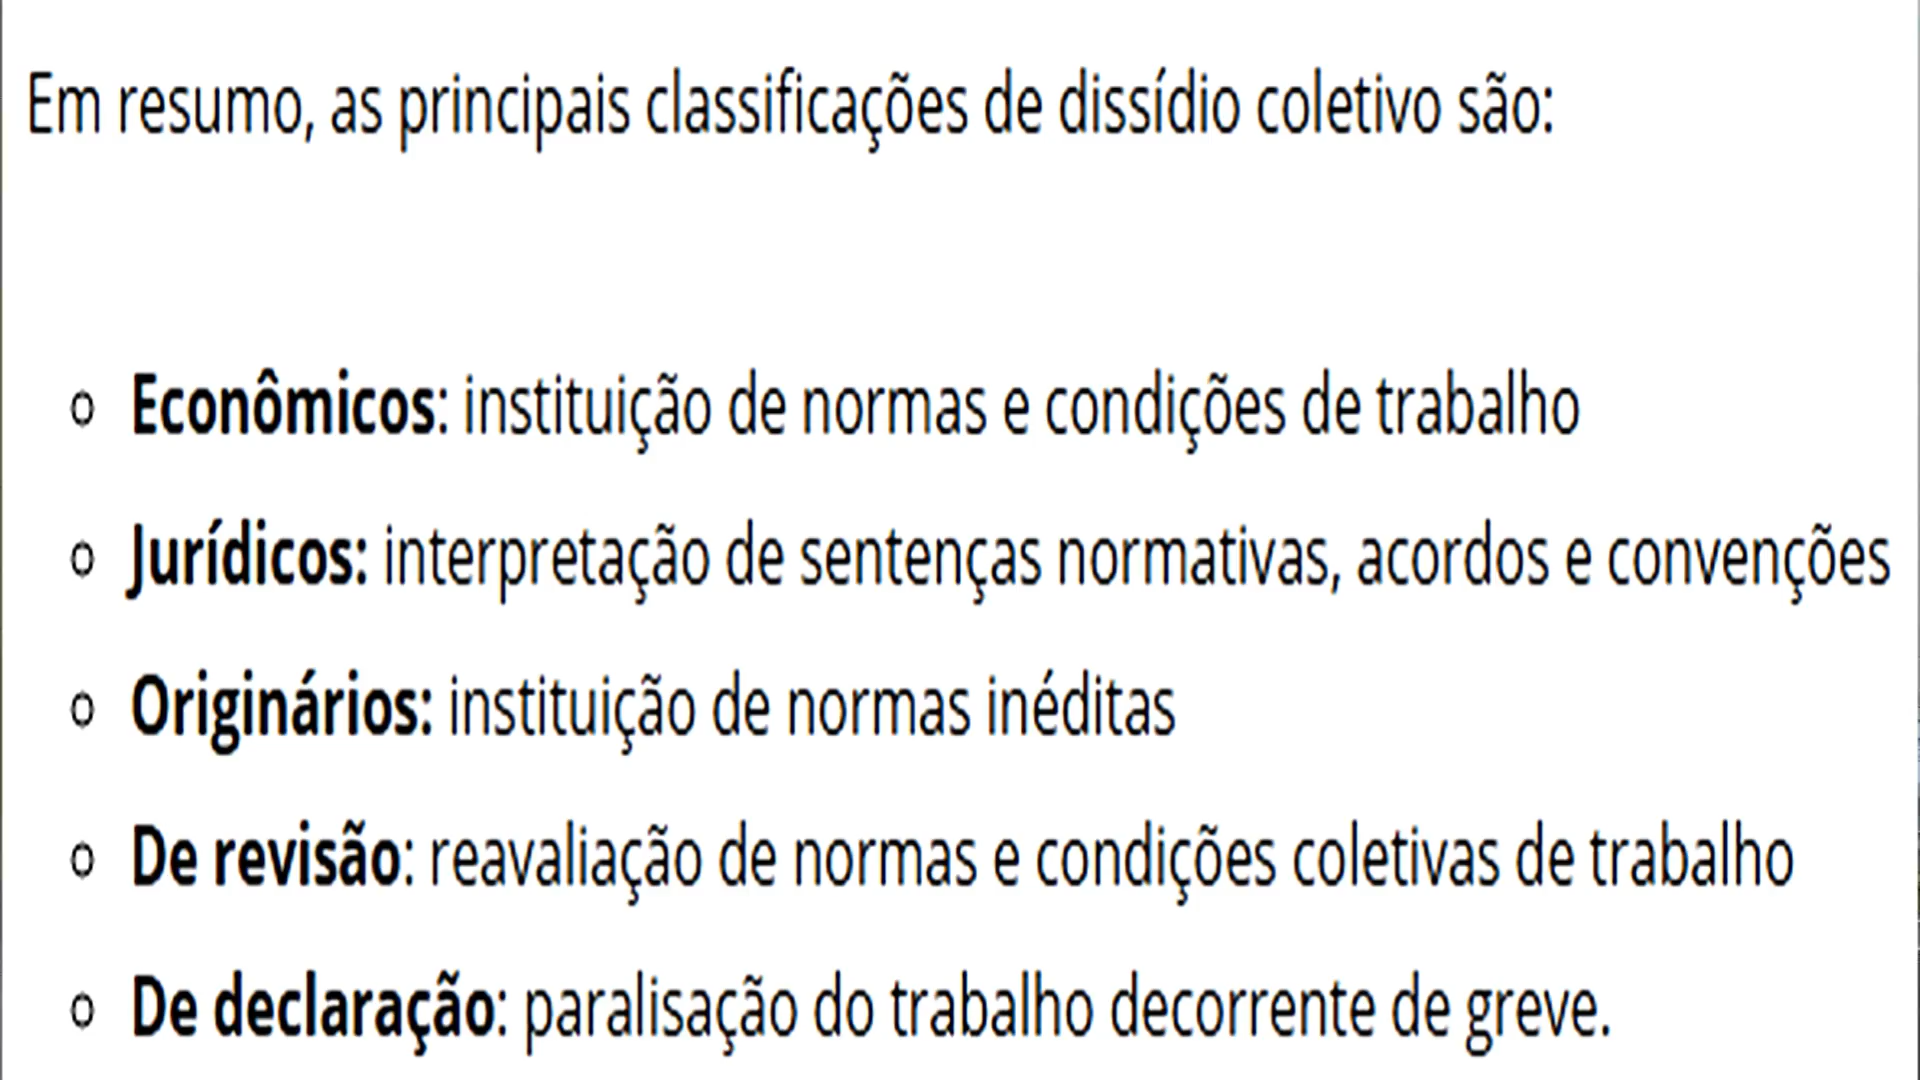 Em resumo, as principais classificações de dissídio coletivo são:
o Econômicos: instituição de normas e condições de trabalho
o Jurídicos: interpretação de sentenças normativas, acordos e convenções
o Originários: instituição de normas inéditas
o De revisão: reavaliação de normas e condições coletivas de trabalho
o De declaração: paralisação do trabalho decorrente de greve.